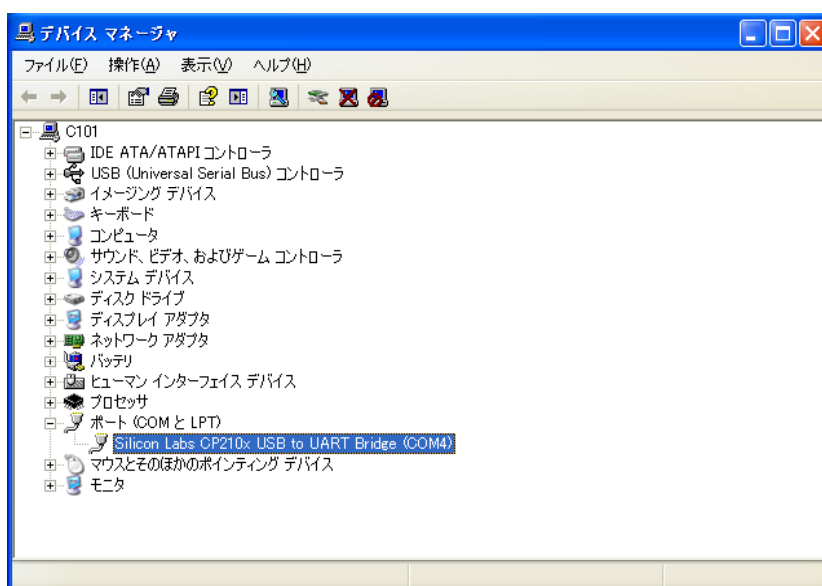 デバイス マネージャ
ファイル(F) 操作(A) 表示(V) ヘルプ(H)
C101
IDE ATA/ATAPI コントローラ
USB (Universal Serial Bus) コントローラ
イメージング デバイス
キーボード
コンピュータ
サウンド、ビデオ、およびゲーム コントローラ
システム デバイス
ディスク ドライブ
ディスプレイ アダプタ
ネットワーク アダプタ
バッテリ
ヒューマン インターフェイス デバイス
プロセッサ
ポート (COM と LPT)
Silicon Labs CP210x USB to UART Bridge (COM4)
マウスとそのほかのポインティング デバイス
モニタ